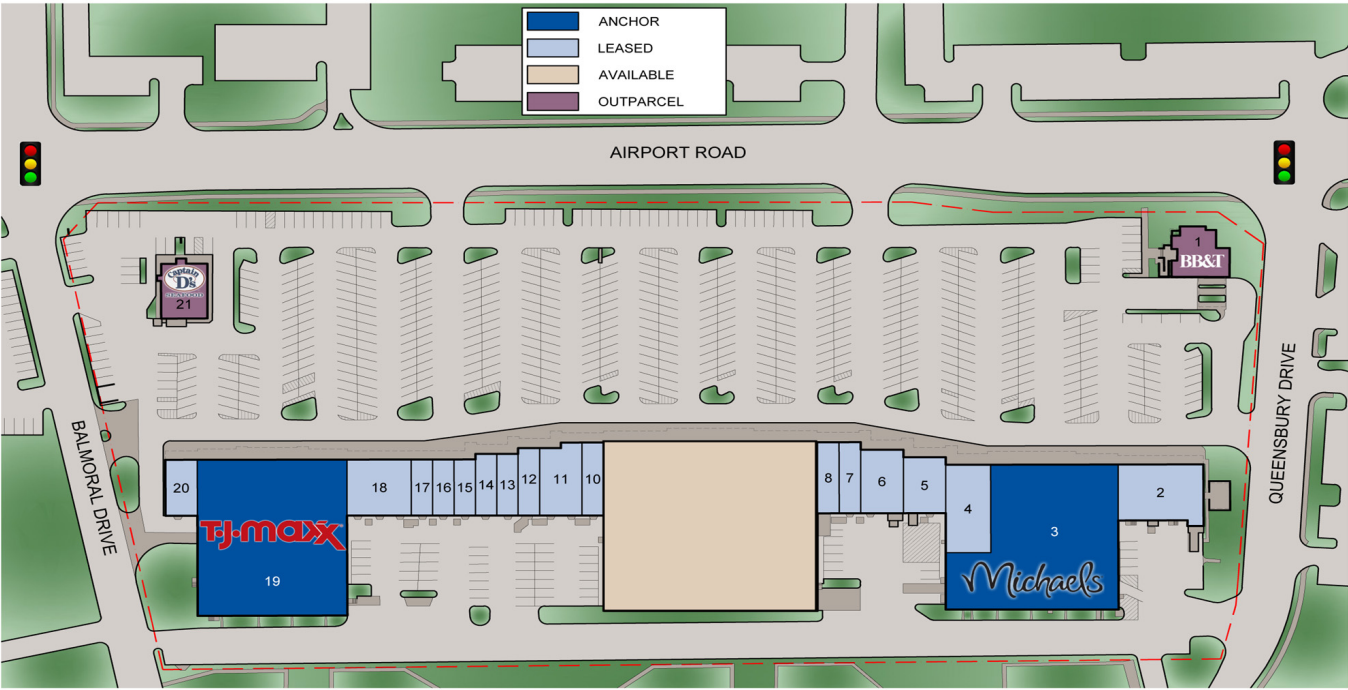 ANCHOR
LEASED
AVAILABLE
OUTPARCEL
AIRPORT ROAD
1
BB&T
Captain
D's
21
QUEENSBURY DRIVE
BALMORAL DRIVE
20
18
17
16
15
14
13
12
11
10
8
7
6
5
4
2
T.J.maxx
19
3
Michaels